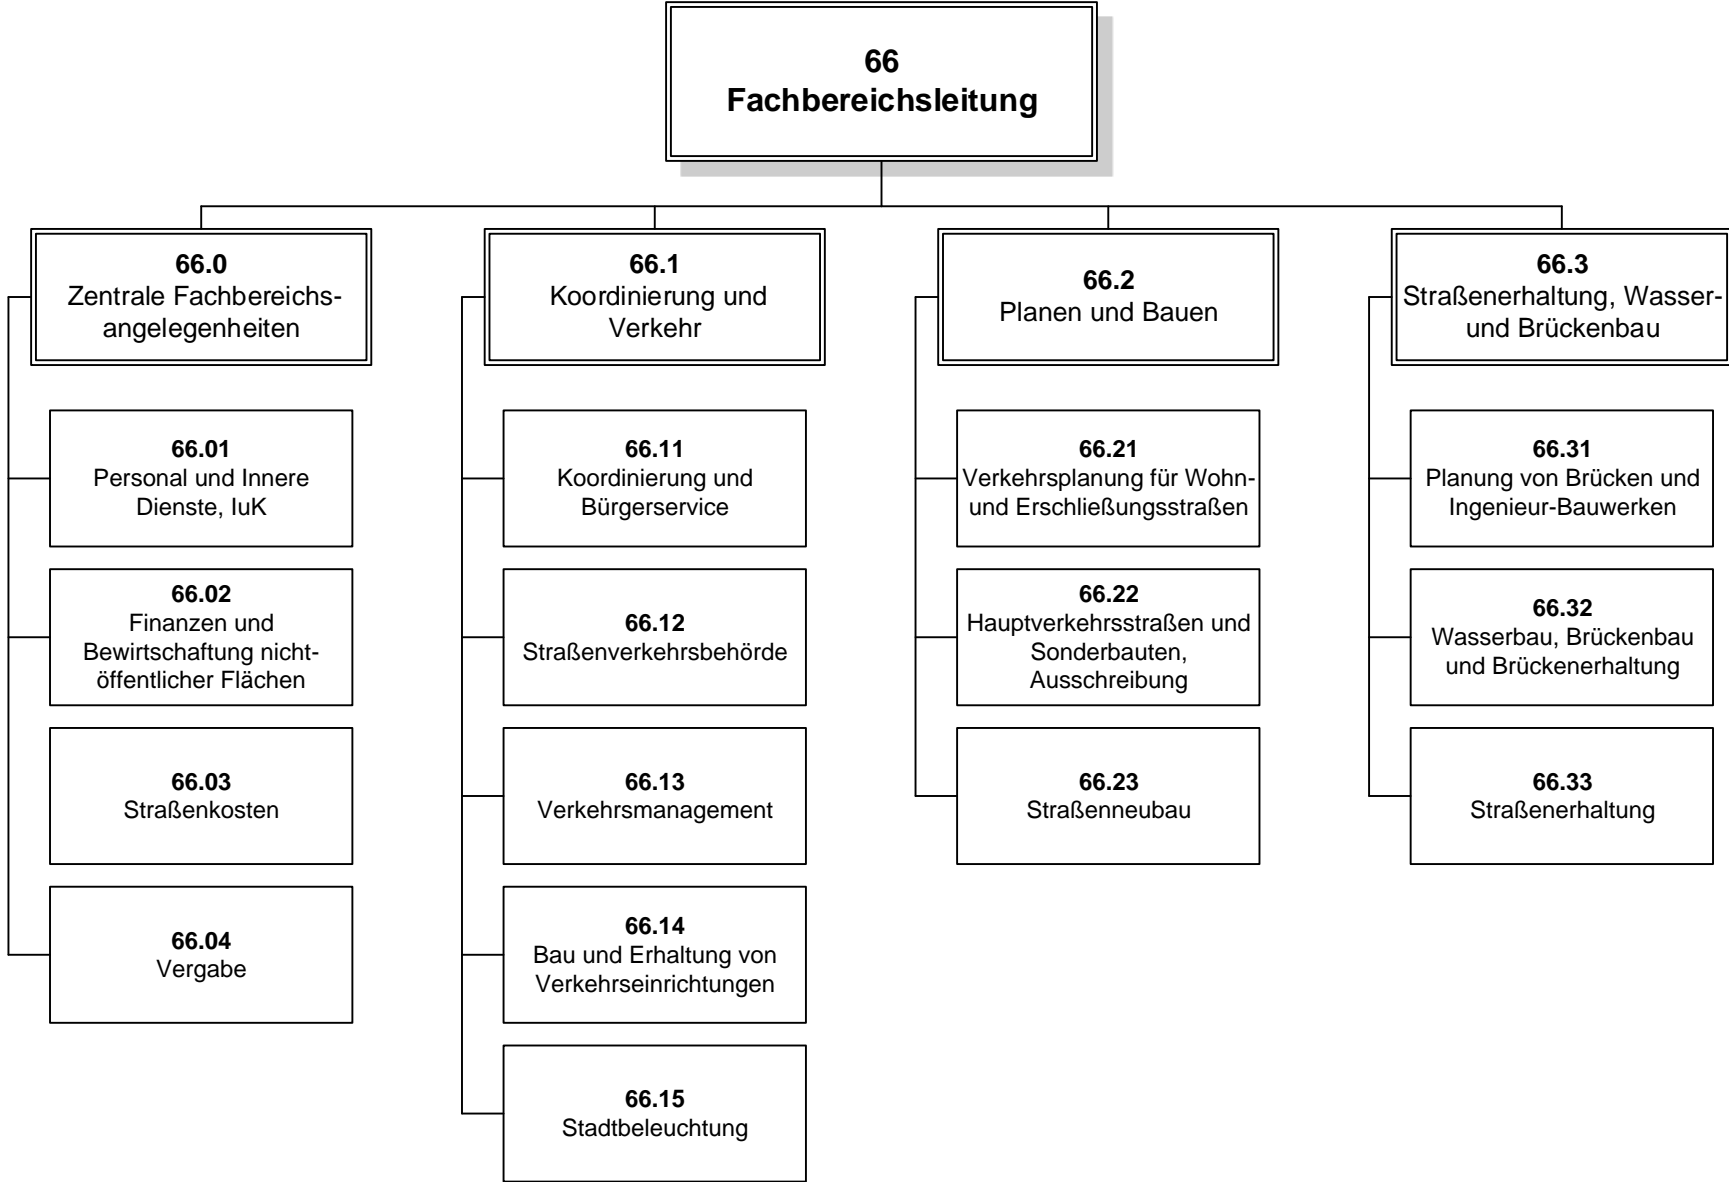 66
Fachbereichsleitung
66.0
Zentrale Fachbereichs-
angelegenheiten
66.01
Personal und Innere
Dienste, IuK
66.02
Finanzen und
Bewirtschaftung nicht-
öffentlicher Flächen
66.03
Straßenkosten
66.04
Vergabe
66.1
Koordinierung und
Verkehr
66.11
Koordinierung und
Bürgerservice
66.12
Straßenverkehrsbehörde
66.13
Verkehrsmanagement
66.14
Bau und Erhaltung von
Verkehrseinrichtungen
66.15
Stadtbeleuchtung
66.2
Planen und Bauen
66.21
Verkehrsplanung für Wohn-
und Erschließungsstraßen
66.22
Hauptverkehrsstraßen und
Sonderbauten,
Ausschreibung
66.23
Straßenneubau
66.3
Straßenerhaltung, Wasser-
und Brückenbau
66.31
Planung von Brücken und
Ingenieur-Bauwerken
66.32
Wasserbau, Brückenbau
und Brückenerhaltung
66.33
Straßenerhaltung